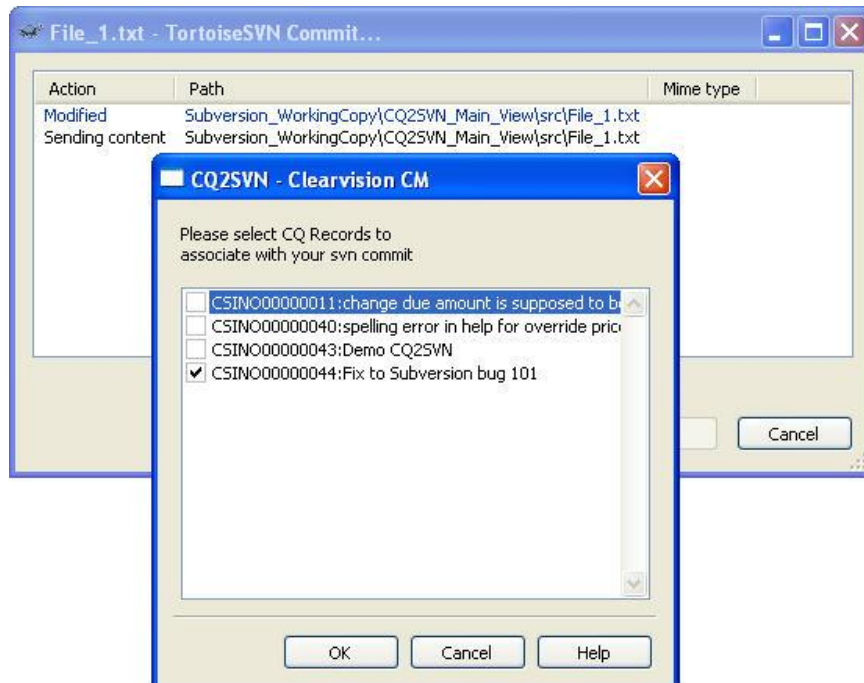 File_1.txt - TortoiseSVN Commit...
Action Path Mime type
Modified Subversion_WorkingCopy\CQ2SVN_Main_View\src\File_1.txt
Sending content Subversion_WorkingCopy\CQ2SVN_Main_View\src\File_1.txt
CQ2SVN - Clearvision CM
Please select CQ Records to
associate with your svn commit
CSINO00000011:change due amount is supposed to
CSINO00000040:spelling error in help for override
CSINO00000043:Demo CQ2SVN
CSINO00000044:Fix to Subversion bug 101
Cancel
OK Cancel Help